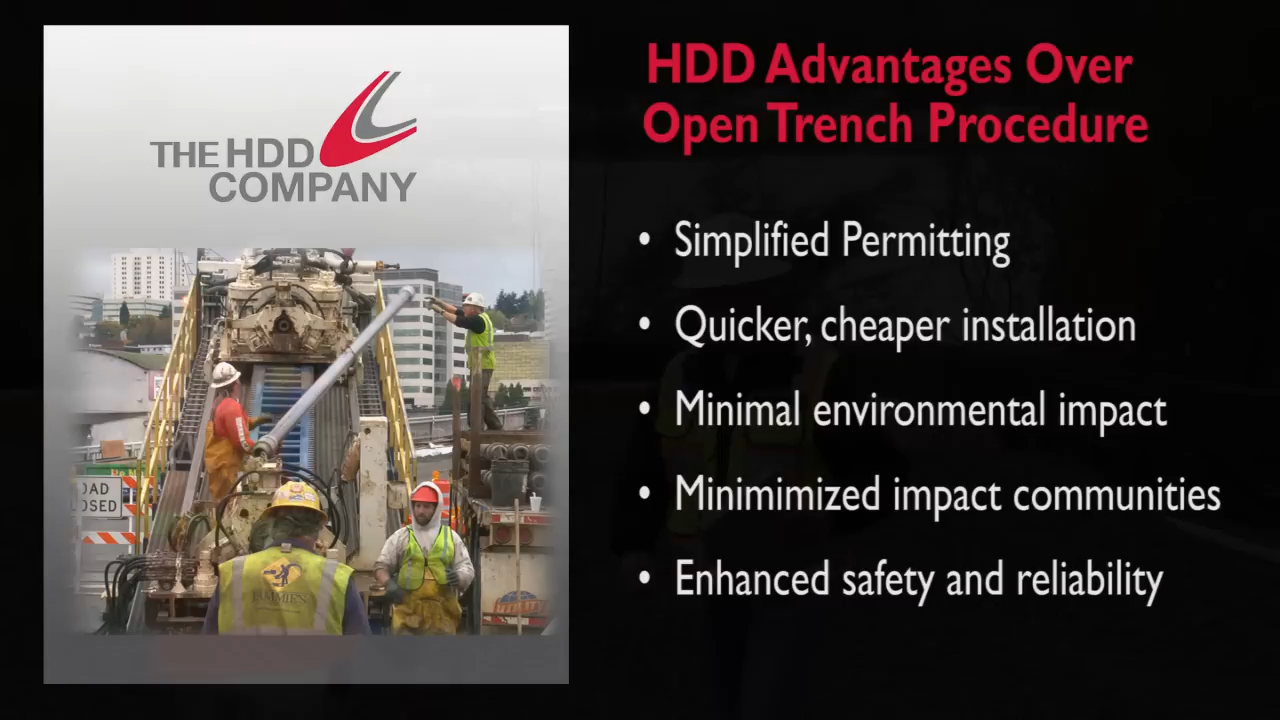 THE HDD
COMPANY
HDD Advantages Over
Open Trench Procedure
• Simplified Permitting
• Quicker, cheaper installation
• Minimal environmental impact
• Minimimized impact communities
• Enhanced safety and reliability
OAD
OSED